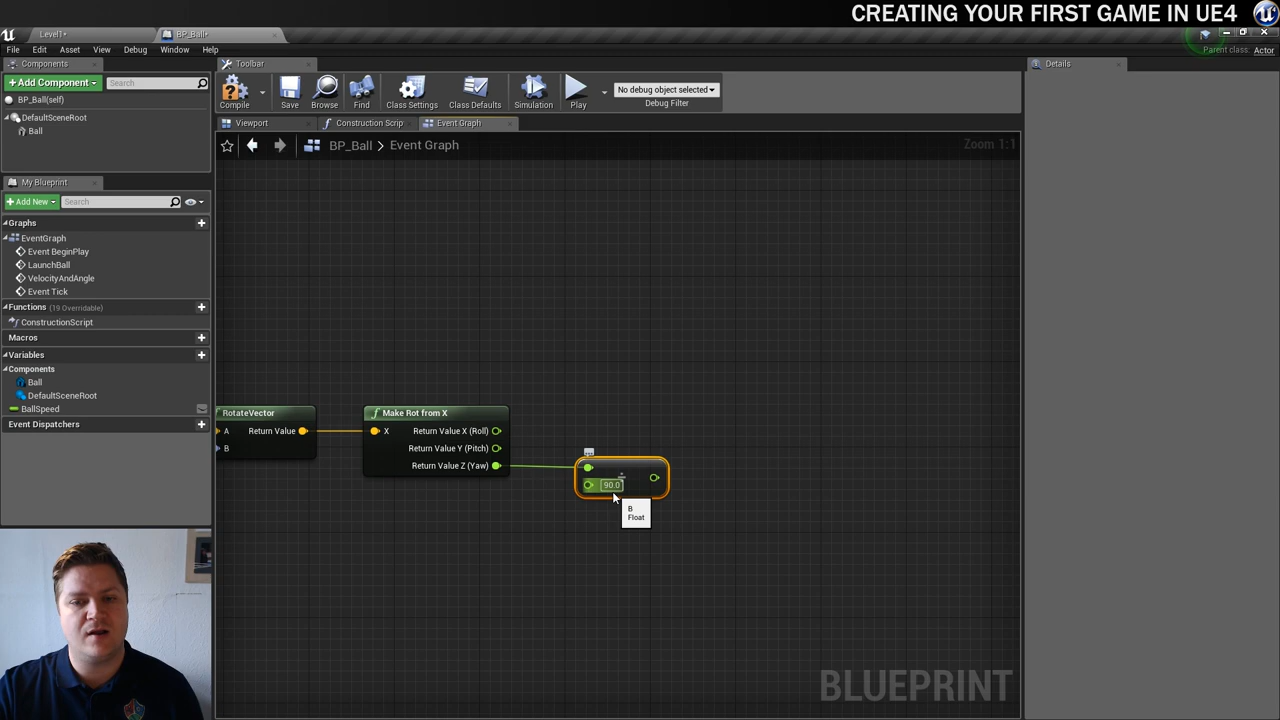 CREATING YOUR FIRST GAME IN UE4
Level1*
BP_Ball*
File Edit Asset View Debug Window Help
Parent class: Actor
Components
Toolbar
Details
Add Component
Search
BP_Ball(self)
DefaultSceneRoot
Ball
Compile
Save
Browse
Find
Class Settings
Class Defaults
Simulation
Play
No debug object selected
Debug Filter
Viewport
Construction Scrip
Event Graph
BP_Ball > Event Graph
Zoom 1:1
My Blueprint
Add New
Search
Graphs
EventGraph
Event BeginPlay
LaunchBall
VelocityAndAngle
Event Tick
Functions (19 Overridable)
ConstructionScript
Macros
Variables
Components
Ball
DefaultSceneRoot
BallSpeed
Event Dispatchers
RotateVector
A Return Value
B
Make Rot from X
X Return Value X (Roll)
Return Value Y (Pitch)
Return Value Z (Yaw)
÷
90.0
B
Float
BLUEPRINT